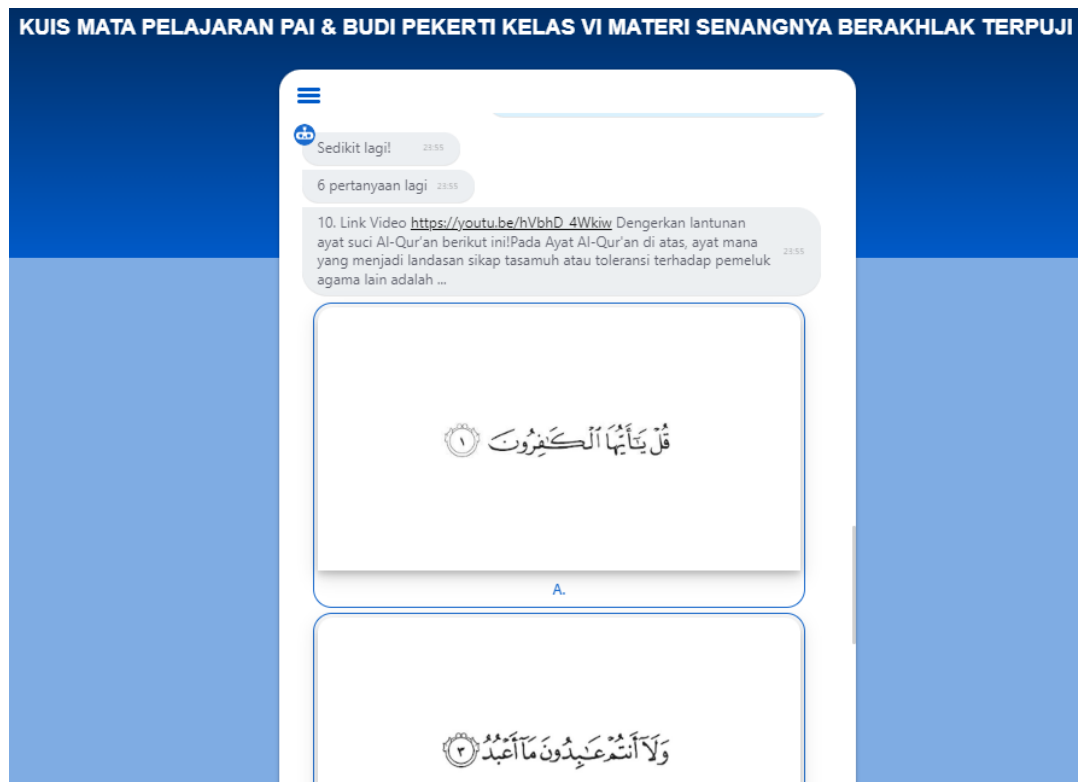 KUIS MATA PELAJARAN PAI & BUDI PEKERTI KELAS VI MATERI SENANGNYA BERAKHLAK TERPUJI
Sedikit lagi! 23:55
6 pertanyaan lagi 23:55
10. Link Video https://youtu.be/hVbhD_4Wkiw Dengerkan lantunan
ayat suci Al-Qur'an berikut ini!Pada Ayat Al-Qur'an di atas, ayat mana
yang menjadi landasan sikap tasamuh atau toleransi terhadap pemeluk 23:55
agama lain adalah ...
قُلْ يَـٰٓأَيُّهَا ٱلْكَـٰفِرُونَ ١
A.
وَلَآ أَنتُمْ عَـٰبِدُونَ مَآ أَعْبُدُ ٣